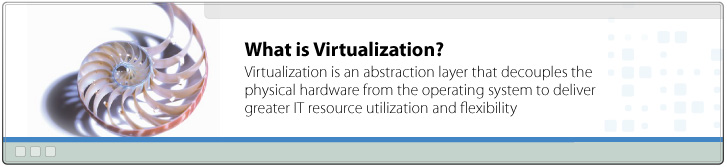 What is Virtualization?
Virtualization is an abstraction layer that decouples the
physical hardware from the operating system to deliver
greater IT resource utilization and flexibility